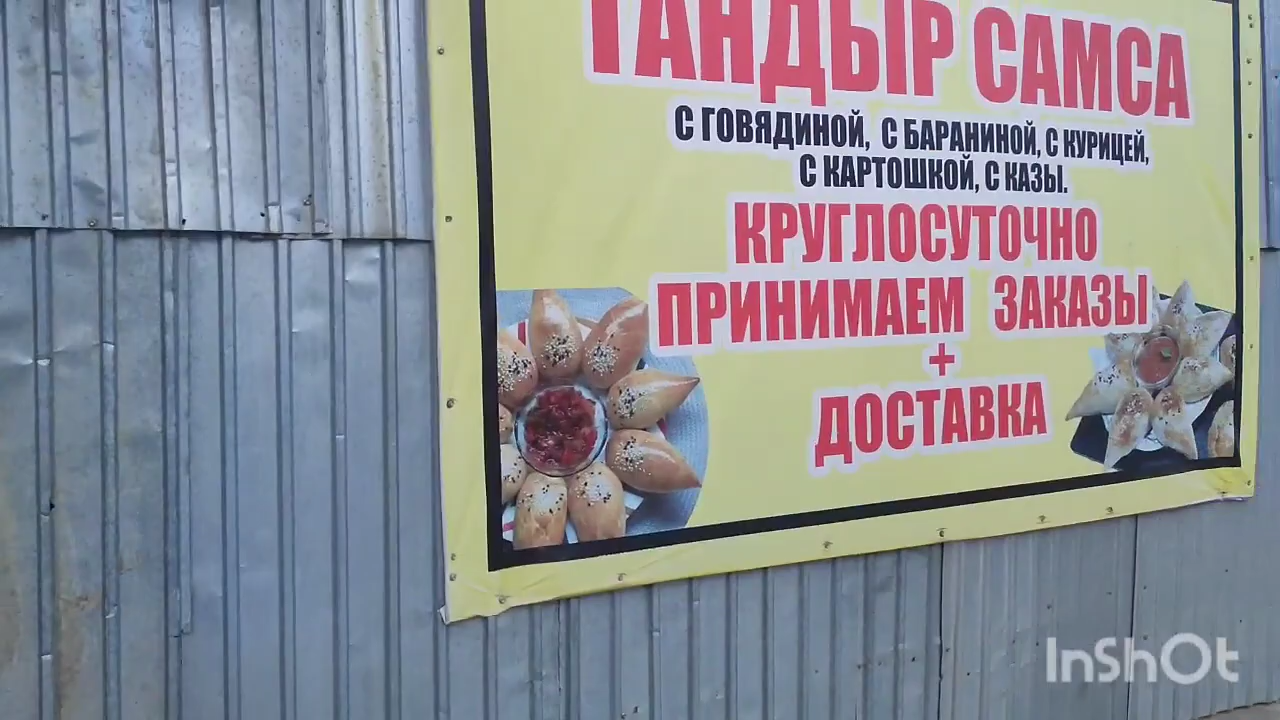 ТАНДЫР САМСА
С ГОВЯДИНОЙ, С БАРАНИНОЙ, С КУРИЦЕЙ,
С КАРТОШКОЙ, С КАЗЫ.
КРУГЛОСУТОЧНО
ПРИНИМАЕМ ЗАКАЗЫ
+
ДОСТАВКА
InShOt